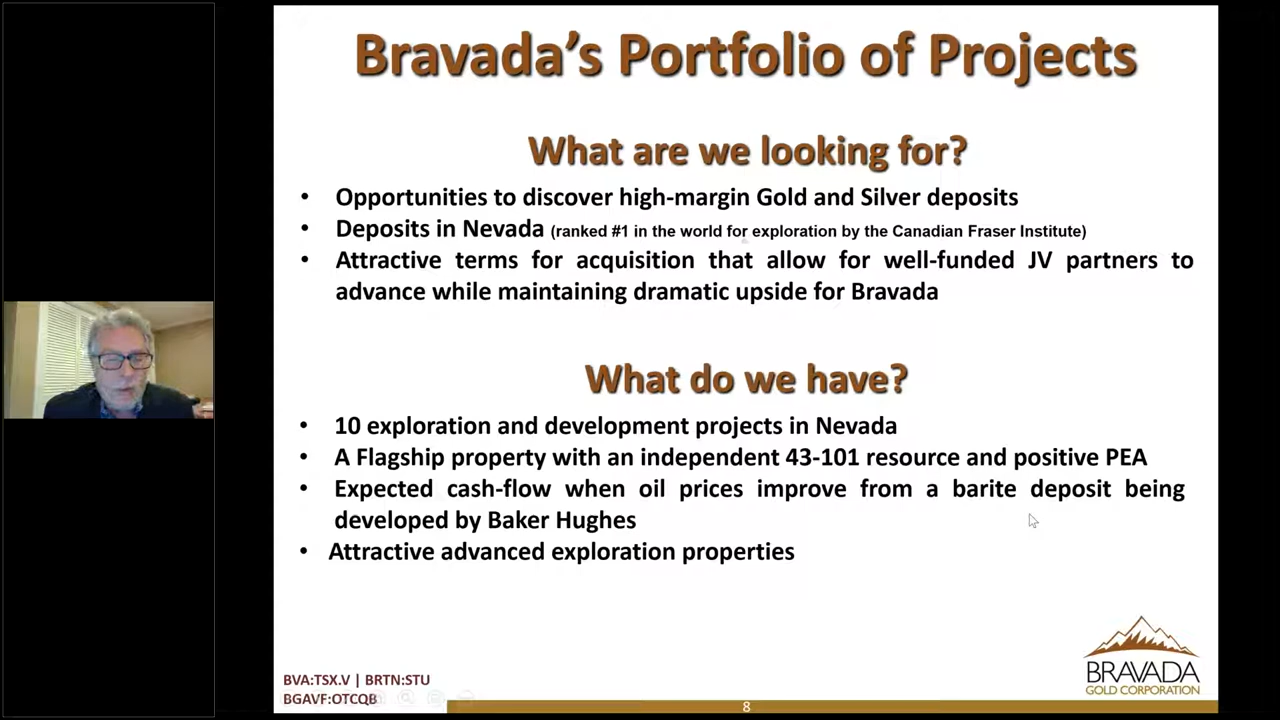 Bravada’s Portfolio of Projects
What are we looking for?
• Opportunities to discover high-margin Gold and Silver deposits
• Deposits in Nevada (ranked #1 in the world for exploration by the Canadian Fraser Institute)
• Attractive terms for acquisition that allow for well-funded JV partners to
advance while maintaining dramatic upside for Bravada
What do we have?
• 10 exploration and development projects in Nevada
• A Flagship property with an independent 43-101 resource and positive PEA
• Expected cash-flow when oil prices improve from a barite deposit being
developed by Baker Hughes
• Attractive advanced exploration properties
BVA:TSX.V | BRTN:STU
BGAVF:OTCQB
8
BRAVADA
GOLD CORPORATION